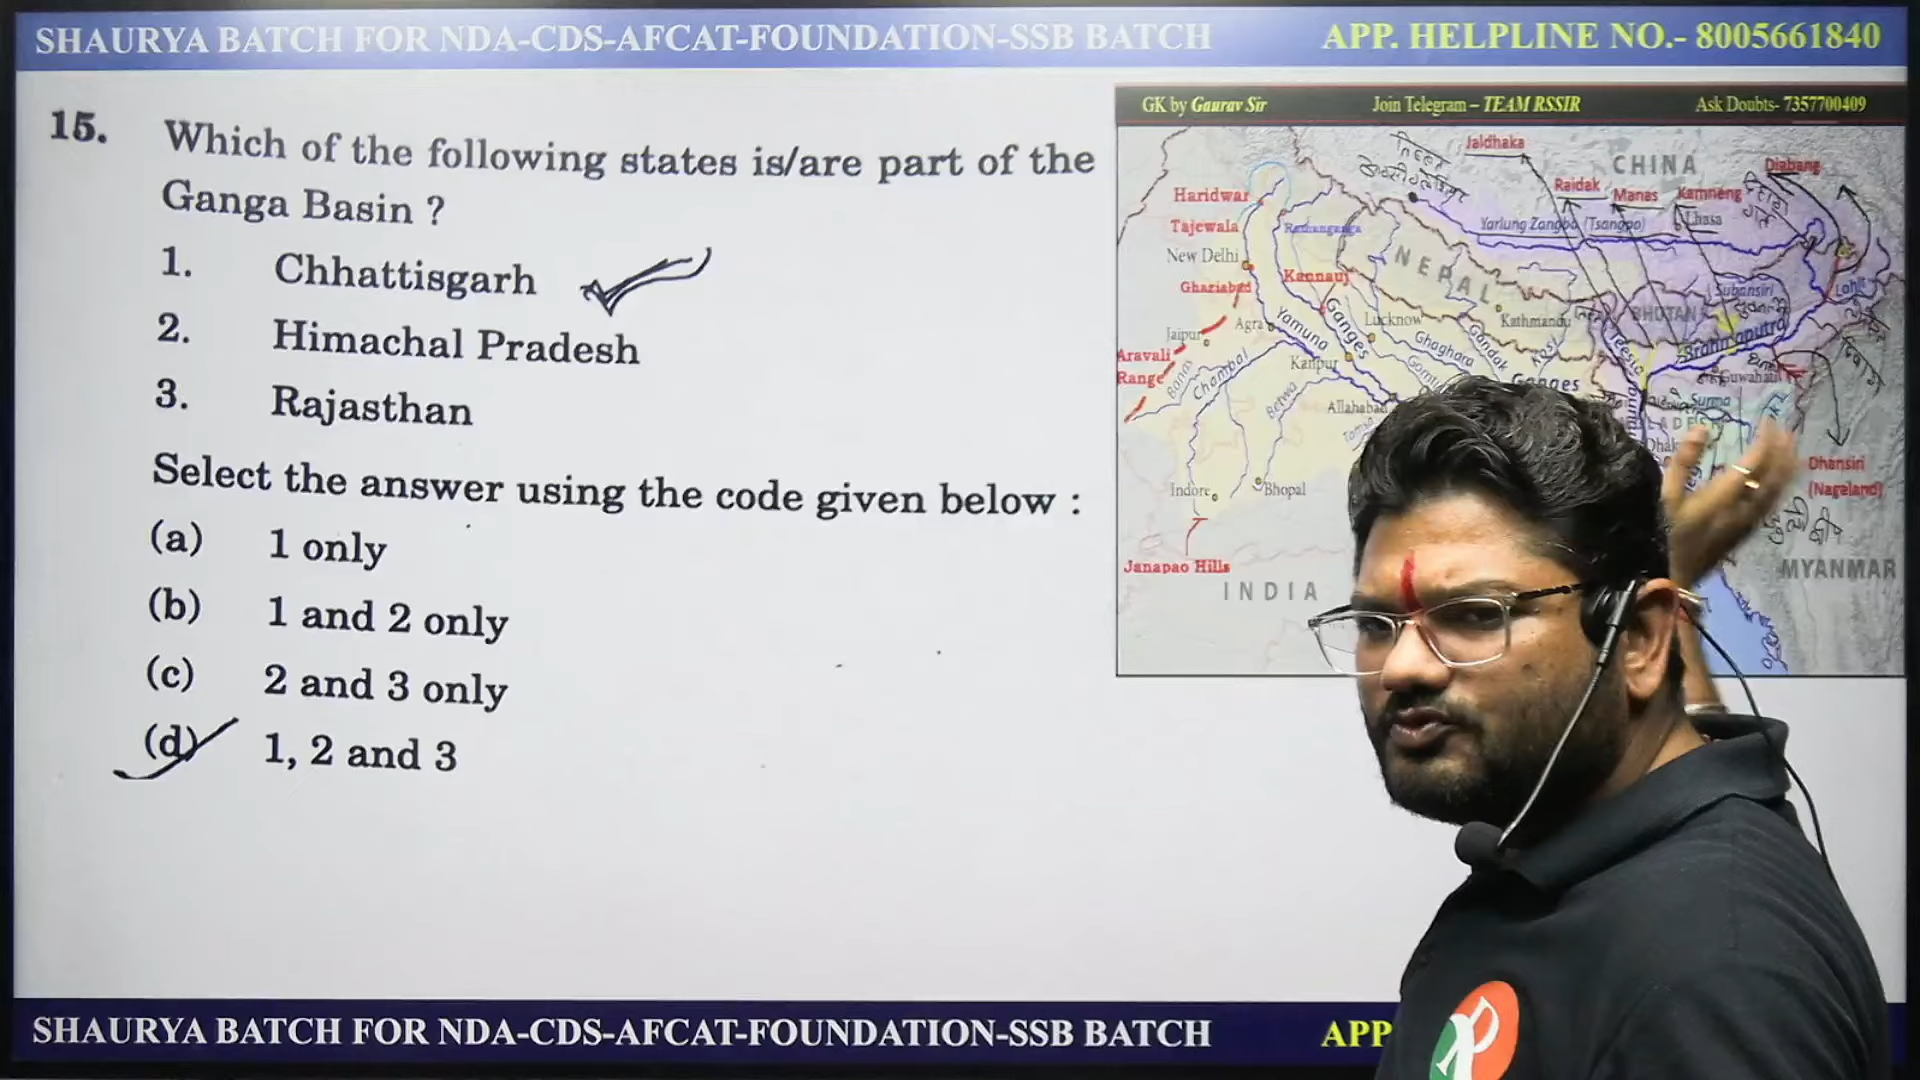 SHAURYA BATCH FOR NDA-CDS-AFCAT-FOUNDATION-SSB BATCH APP. HELPLINE NO.- 8005661840
15. Which of the following states is/are part of the
Ganga Basin ?
1. Chhattisgarh
2. Himachal Pradesh
3. Rajasthan
Select the answer using the code given below :
(a) 1 only
(b) 1 and 2 only
(c) 2 and 3 only
(d) 1, 2 and 3
GK by Gaurav Sir Join Telegram – TEAM RSSIR Ask Doubts- 7357700409
Jaldhaka
CHINA
Diabang
Haridwar
Raidak
Manas
Kamneng
Lhasa
Tajewala
Ramganga
Yarlung Zangbo (Tsangpo)
New Delhi
NEPAL
Ghaziabad
Kannauj
Subansiri
Lohit
BHUTAN
Jaipur
Agra
Yamuna
Ganges
Lucknow
Kathmandu
Ghaghara
Gandak
Kosi
Teesta
Brahmaputra
Aravali
Range
Banas
Chambal
Kanpur
Ganges
Guwahati
Betwa
Allahabad
Surma
Indore
Bhopal
Dhansiri
(Nagaland)
Janapao Hills
INDIA
MYANMAR
SHAURYA BATCH FOR NDA-CDS-AFCAT-FOUNDATION-SSB BATCH APP